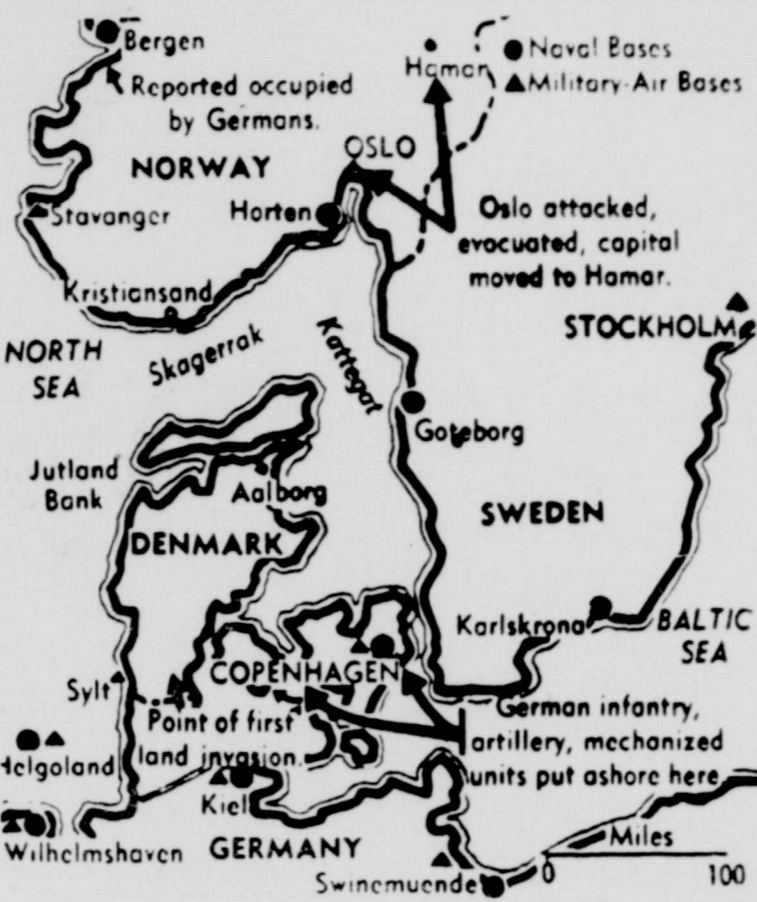 Bergen
Naval Bases
Hamar
Military-Air Bases
Reported occupied
by Germans.
OSLO
NORWAY
Stavanger
Horten
Oslo attacked,
evacuated, capital
moved to Hamar.
Kristiansand
STOCKHOLM
NORTH
SEA
Skagerrak
Kattegat
Goteborg
Jutland
Bank
Aalborg
SWEDEN
DENMARK
Karlskrona
BALTIC
SEA
COPENHAGEN
Sylt
Point of first
land invasion.
German infantry,
artillery, mechanized
units put ashore here.
Helgoland
Kiel
Wilhelmshaven
GERMANY
Miles
0 100
Swinemuende